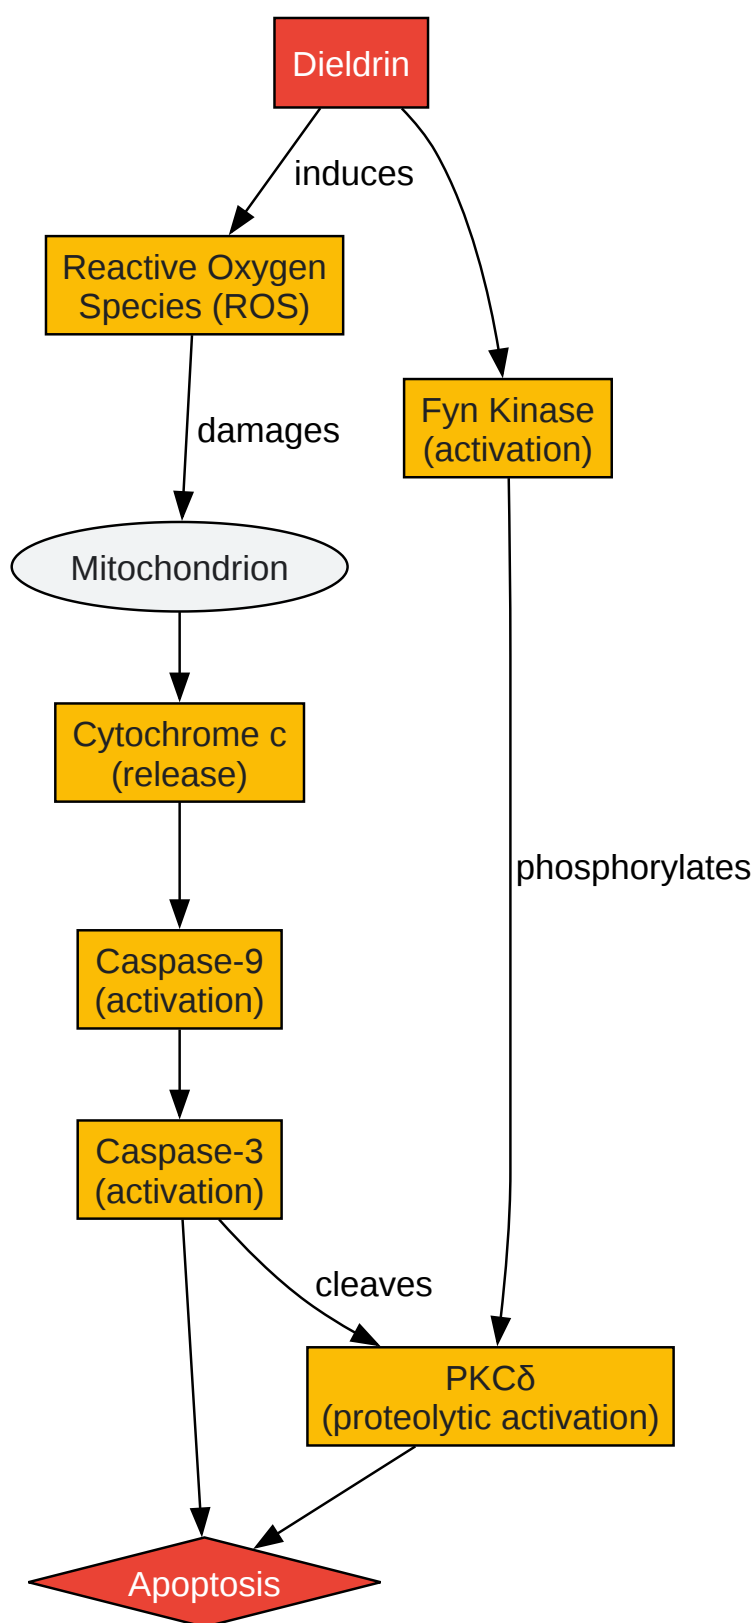 Dieldrin
induces
Reactive Oxygen
Species (ROS)
Fyn Kinase
(activation)
damages
Mitochondrion
Cytochrome c
(release)
phosphorylates
Caspase-9
(activation)
Caspase-3
(activation)
cleaves
PKCδ
(proteolytic activation)
Apoptosis